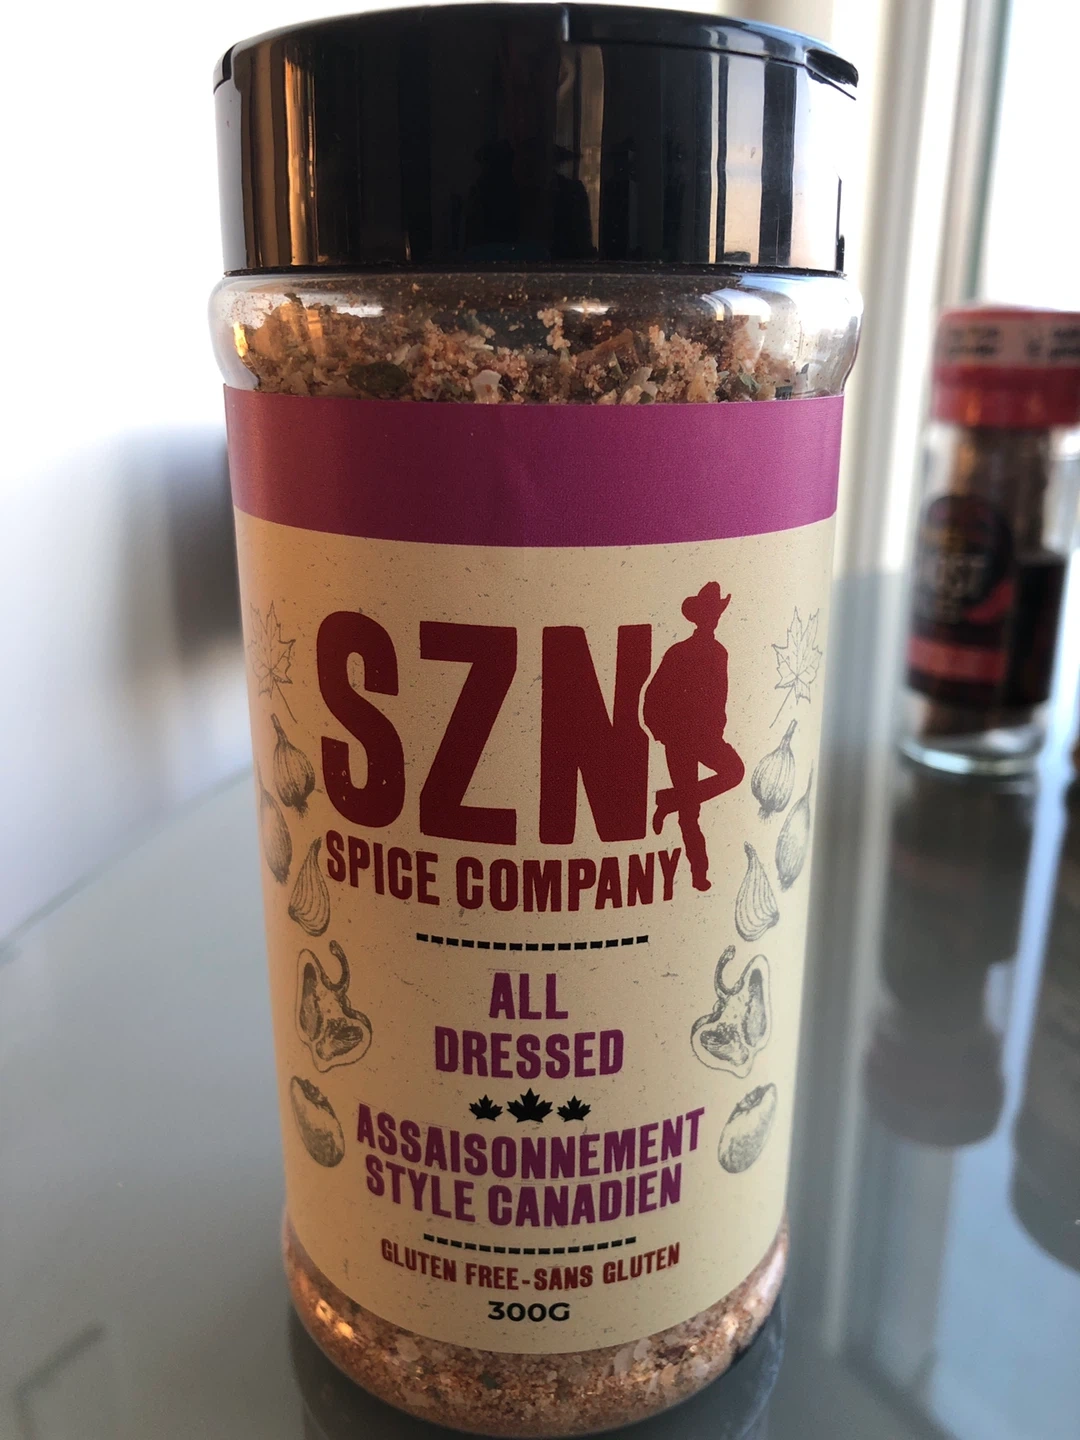 SZN
SPICE COMPANY
ALL
DRESSED
ASSAISONNEMENT
STYLE CANADIEN
GLUTEN FREE-SANS GLUTEN
300G